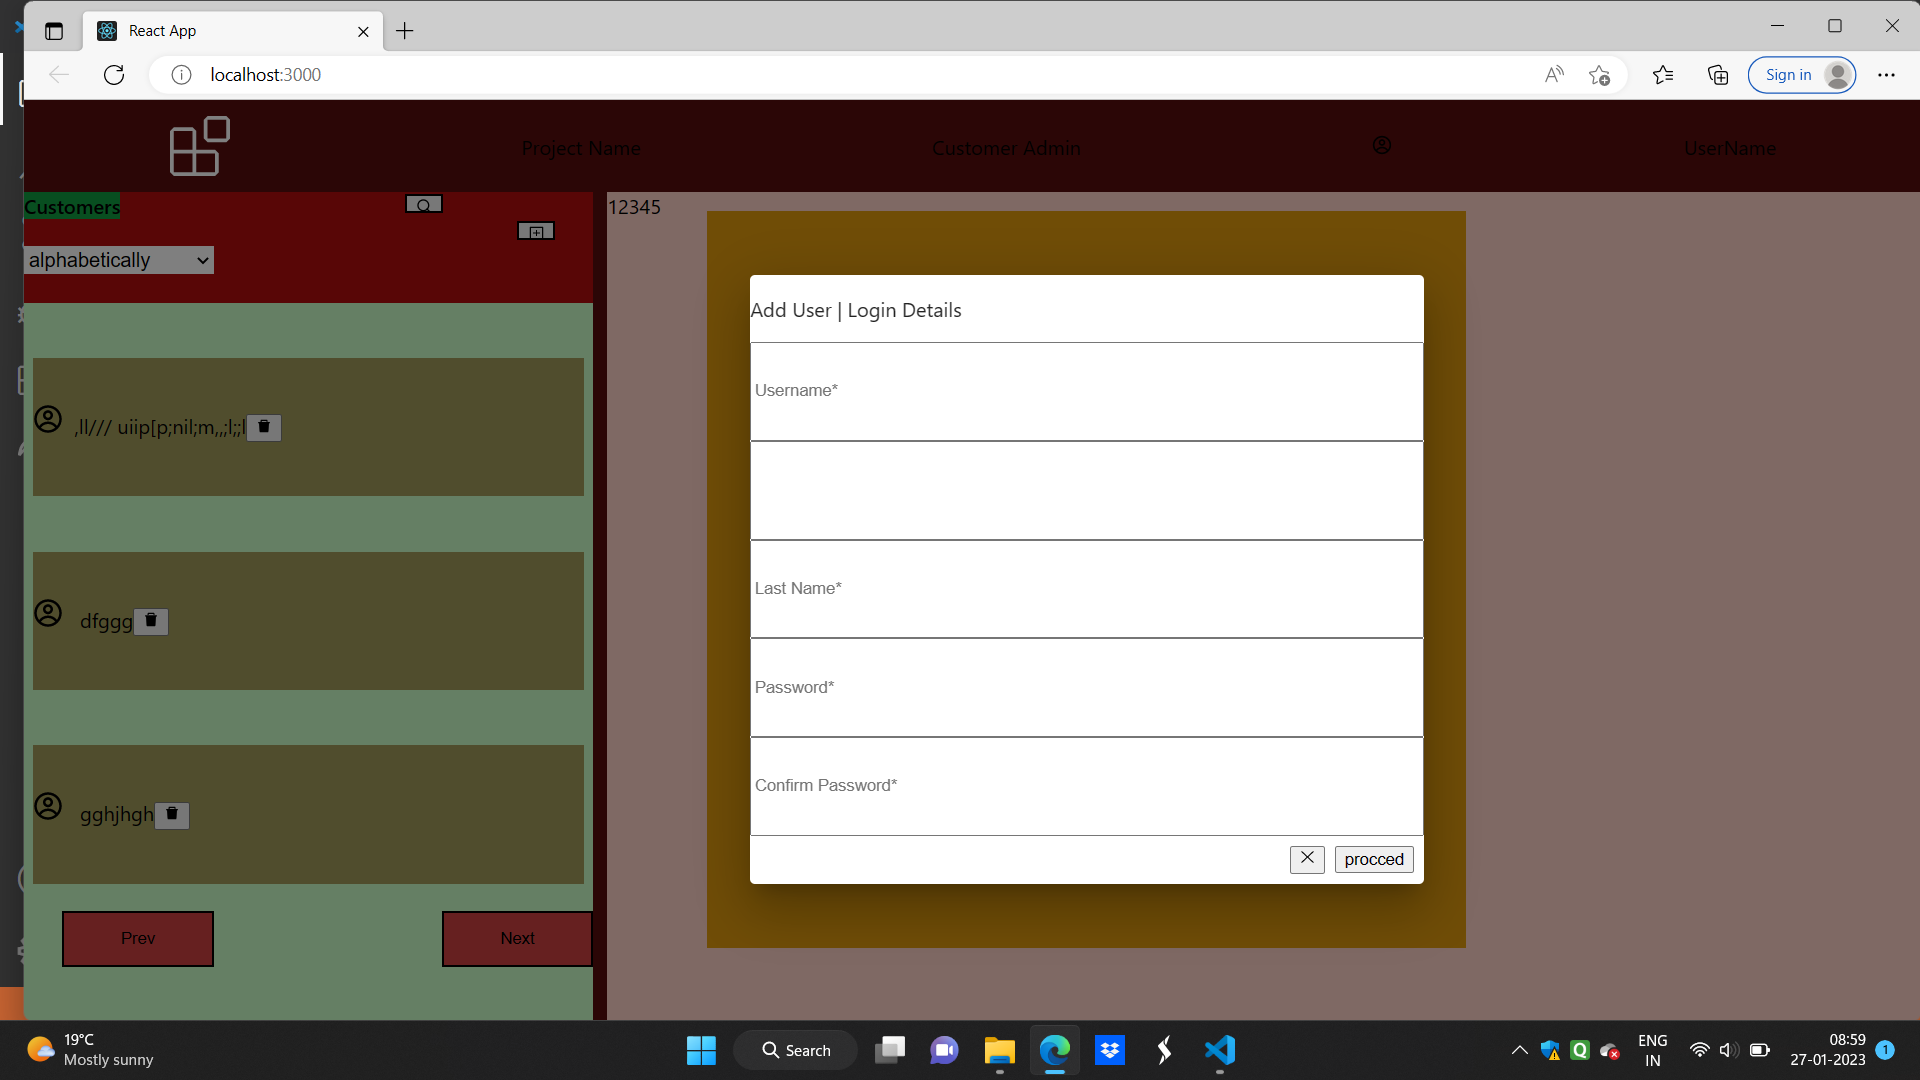 React App
localhost:3000
Sign in
Project Name
Customer Admin
UserName
Customers
alphabetically
12345
Add User | Login Details
Username*
Last Name*
Password*
Confirm Password*
procced
,ll/// uiip[p;nil;m,,;l;;l
dfggg
gghjhgh
Prev
Next
19°C
Mostly sunny
Search
ENG
IN
08:59
27-01-2023
1